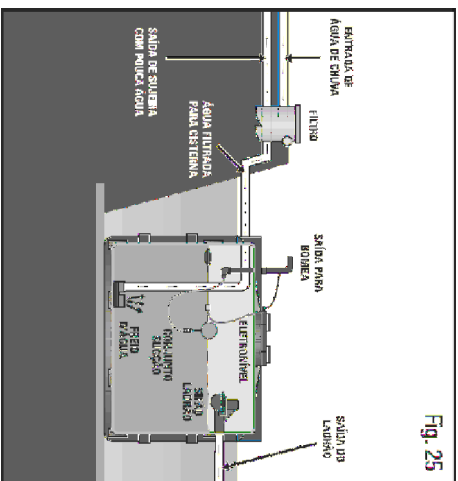 Fig. 25
ENTRADA DE
ÁGUA DE CHUVA
FILTRO
SAÍDA DE SUJEIRA
COM POUCA ÁGUA
ÁGUA FILTRADA
PARA CISTERNA
SAÍDA PARA
BOMBA
SAÍDA DO
LADRÃO
ELETRONÍVEL
SIFÃO
LADRÃO
CONJUNTO
SUCÇÃO
FREIO
D'ÁGUA